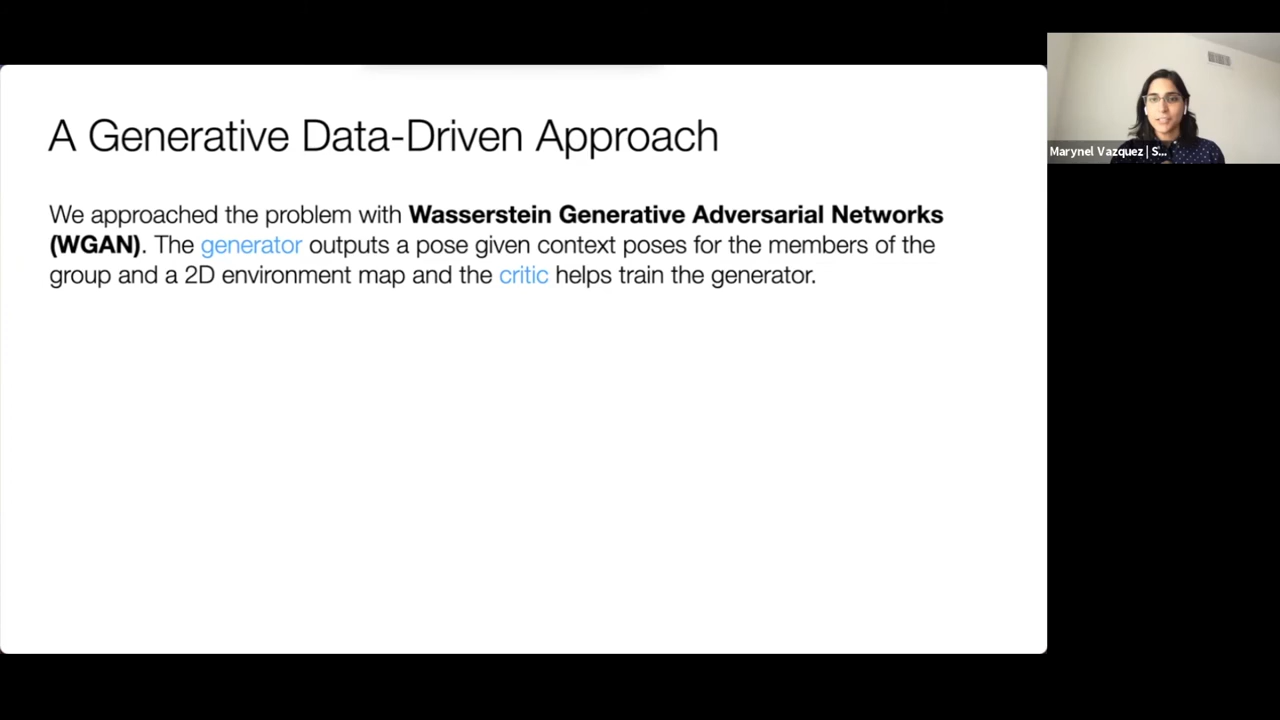 A Generative Data-Driven Approach
We approached the problem with Wasserstein Generative Adversarial Networks
(WGAN). The generator outputs a pose given context poses for the members of the
group and a 2D environment map and the critic helps train the generator.
Marynel Vazquez | S...